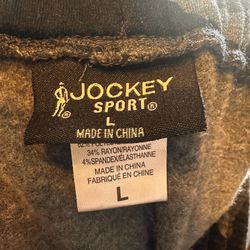 JOCKEY
SPORT®
L
MADE IN CHINA
34% RAYON/RAYONNE
4%SPANDEX/ÉLASTHANNE
MADE IN CHINA
FABRIQUÉ EN CHINE
L